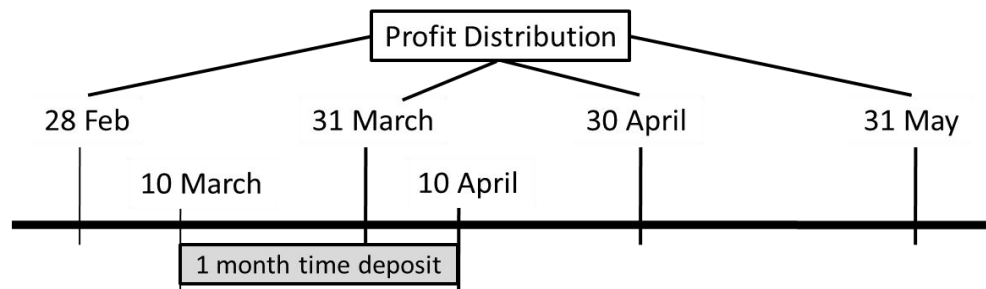 Profit Distribution
28 Feb
31 March
30 April
31 May
10 March
10 April
1 month time deposit